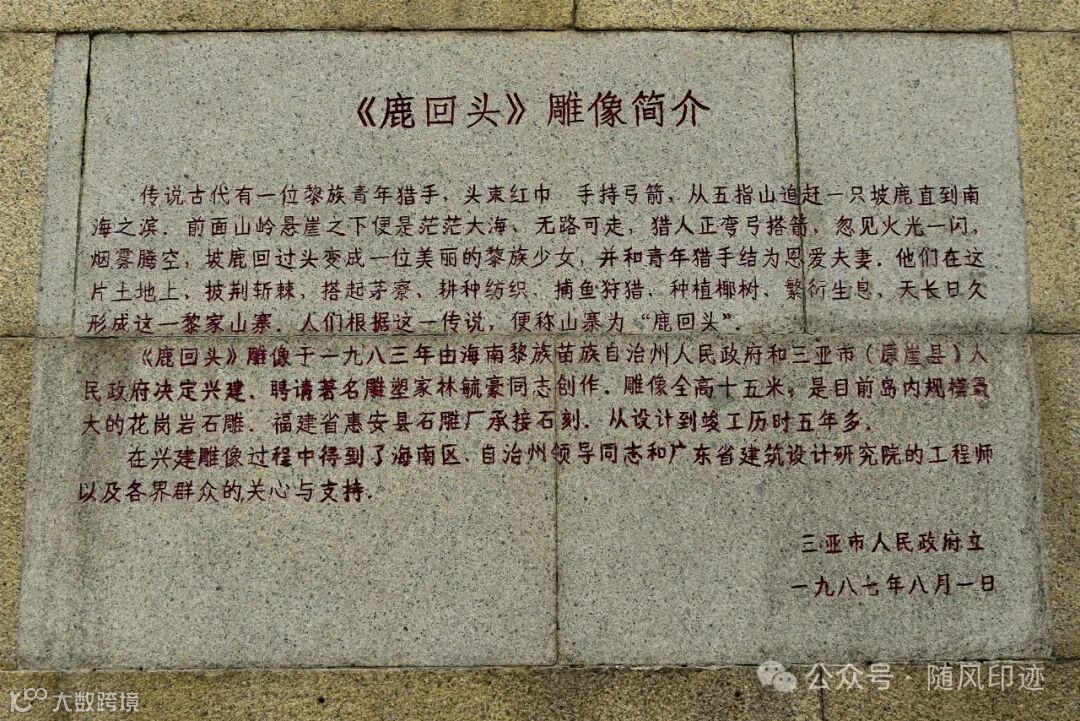 《鹿回头》雕像简介
传说古代有一位黎族青年猎手，头束红巾 手持弓箭，从五指山追赶一只坡鹿直到南
海之滨．前面山岭悬崖之下便是茫茫大海、无路可走，猎人正弯弓搭箭，忽见火光一闪，
烟雾腾空，坡鹿回过头变成一位美丽的黎族少女，并和青年猎手结为恩爱夫妻．他们在这
片土地上，披荆斩棘，搭起茅寮、耕种纺织、捕鱼狩猎、种植椰树、繁衍生息，天长日久
形成这一黎家山寨．人们根据这一传说，便称山寨为“鹿回头”．
《鹿回头》雕像于一九八三年由海南黎族苗族自治州人民政府和三亚市（原崖县）人
民政府决定兴建．聘请著名雕塑家林毓豪同志创作．雕像全高十五米，是目前岛内规模最
大的花岗岩石雕．福建省惠安县石雕厂承接石刻．从设计到竣工历时五年多．
在兴建雕像过程中得到了海南区、自治州领导同志和广东省建筑设计研究院的工程师
以及各界群众的关心与支持．
三亚市人民政府立
一九八七年八月一日
公众号·随风印迹
大数跨境